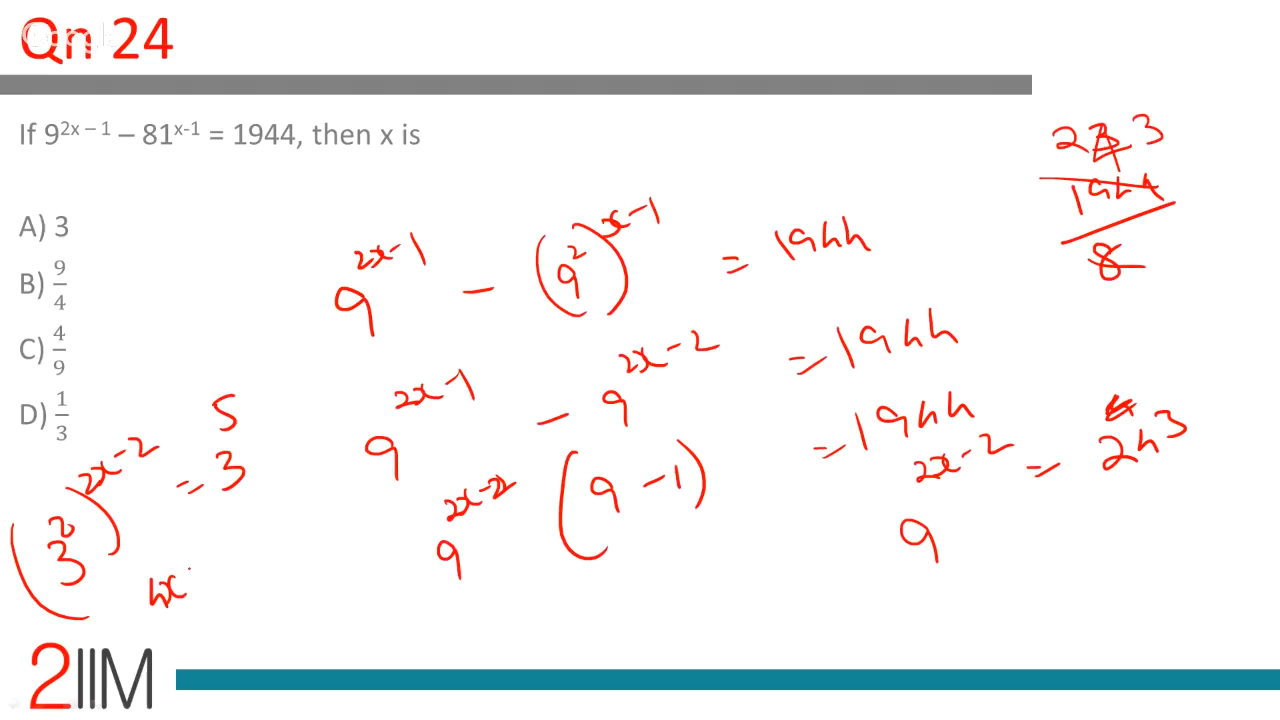 Qn 24
If 9^{2x – 1} – 81^{x-1} = 1944, then x is
A) 3
B) 9/4
C) 4/9
D) 1/3
9^{2x-1} - (9^2)^{x-1} = 1944
9^{2x-1} - 9^{2x-2} = 1944
9^{2x-2} (9 - 1) = 1944
9^{2x-2} = 243
243
1944
8
(3^2)^{2x-2} = 3^5
4x
2IIM